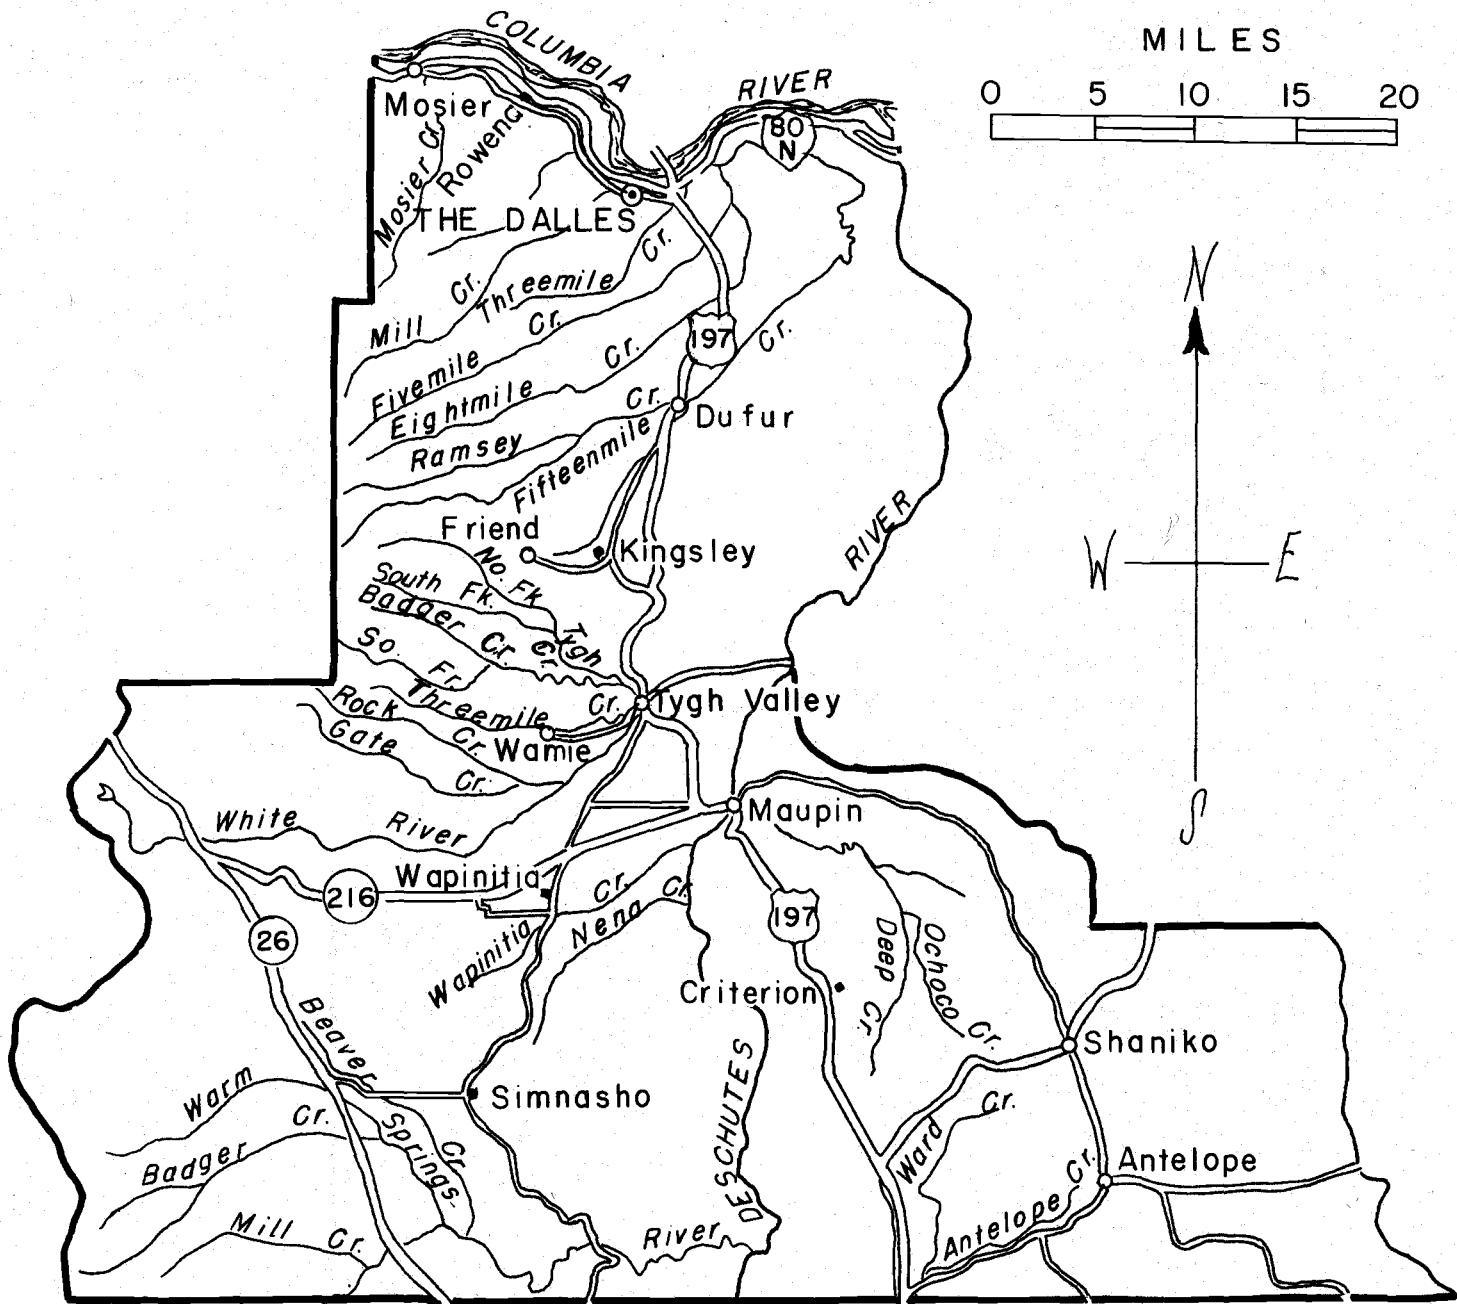 COLUMBIA
RIVER
MILES
0 5 10 15 20
Mosier
Rowena
80
N
Mosier Cr.
THE DALLES
Cr.
Threemile
Cr.
Mill
Cr.
Fivemile
Cr.
197
Cr.
Eightmile
Cr.
Dufur
Ramsey
Fifteenmile
N
W
E
S
RIVER
Friend
Kingsley
No. Fk.
South Fk.
Tygh
Cr.
Badger Cr.
So. Fr.
Threemile
Cr.
Tygh Valley
Rock
Cr.
Wamie
Gate
Cr.
White River
Maupin
Wapinitia
216
Cr.
Nena Cr.
197
26
Wapinitia
Deep
Cr.
Ochoco
Cr.
Criterion
Beaver
Cr.
Shaniko
Warm
Springs
Simnasho
DESCHUTES
Cr.
Ward
Badger
Cr.
Antelope
Cr.
Antelope
Mill Cr.
River